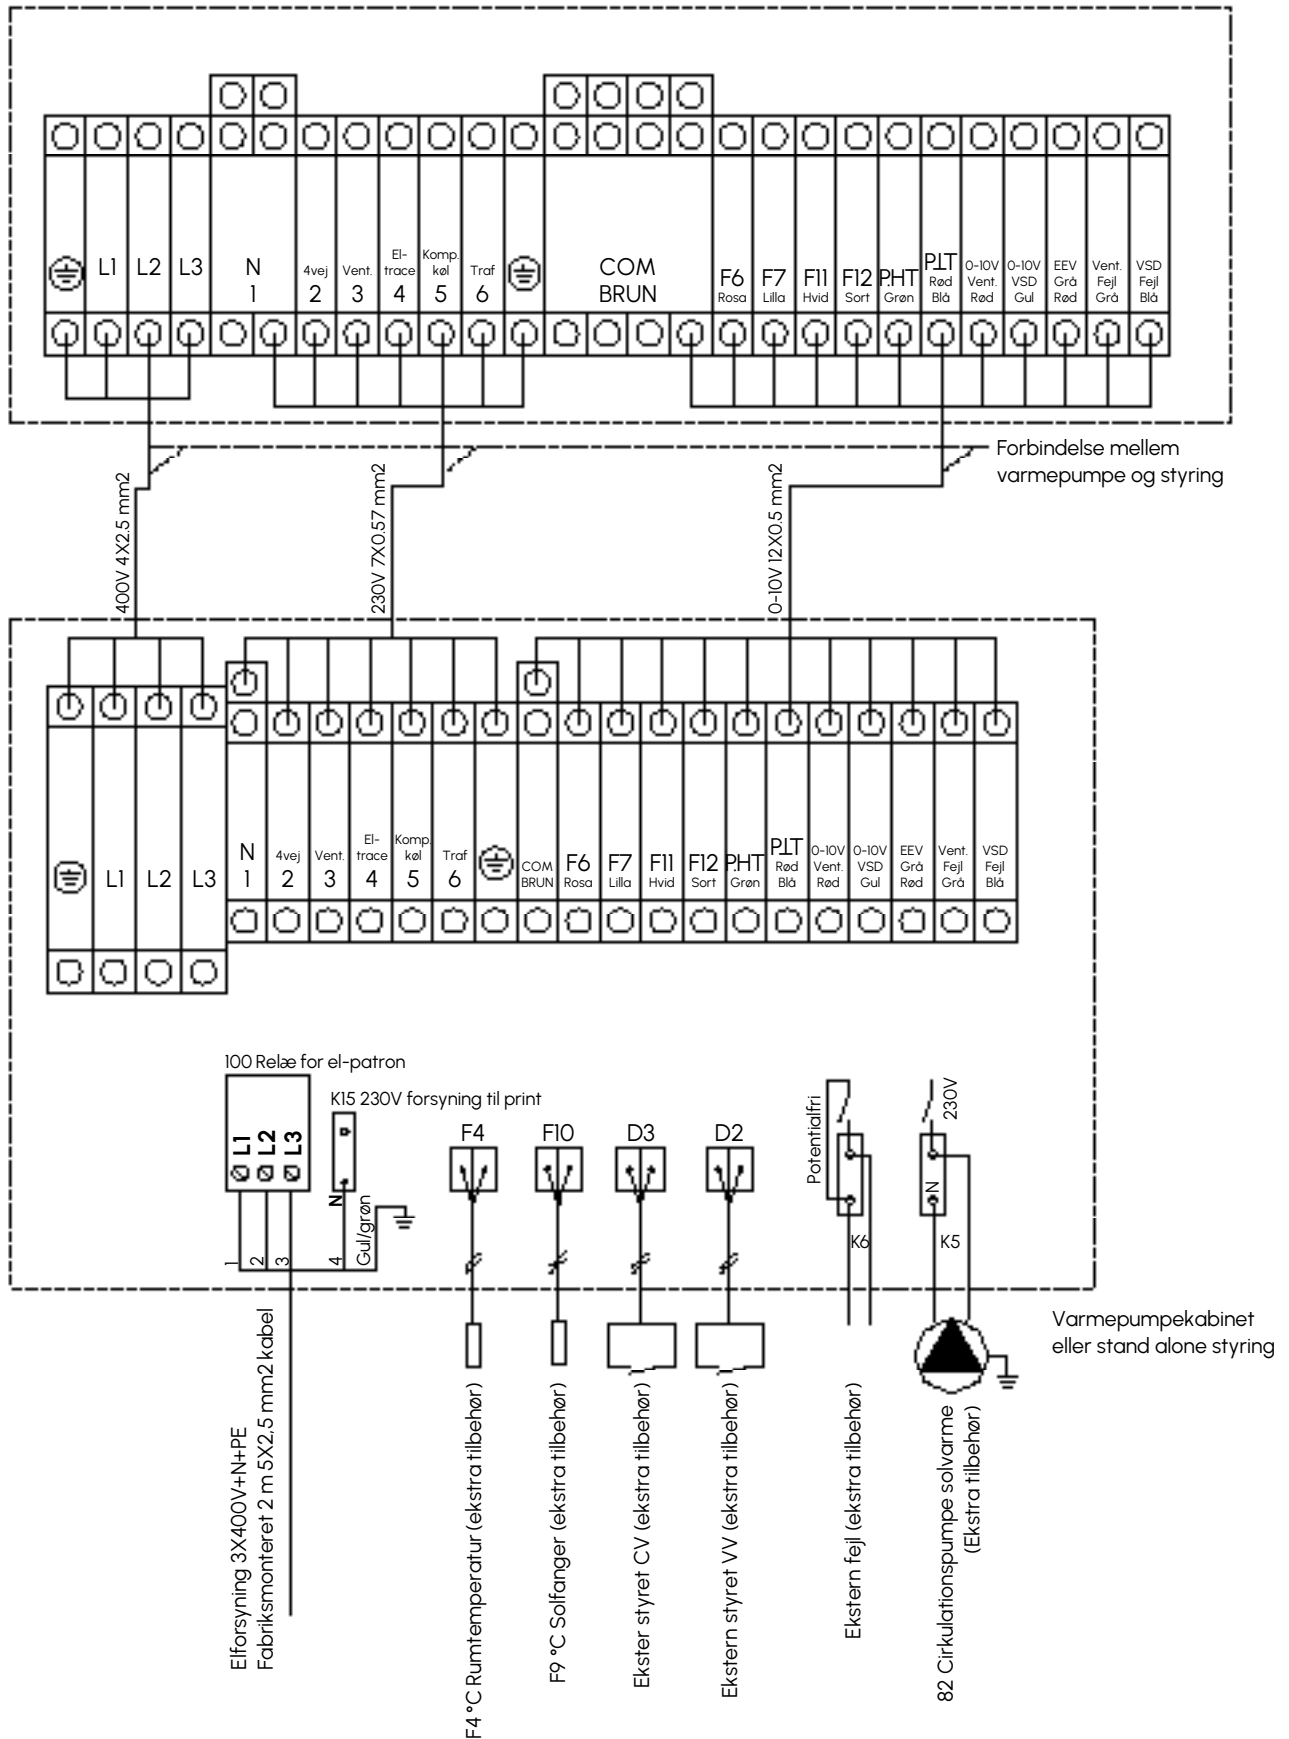 L1
L2
L3
N
1
4vej
2
Vent.
3
El-
trace
4
Komp.
køl
5
Traf
6
COM
BRUN
F6
Rosa
F7
Lilla
F11
Hvid
F12
Sort
P.HT
Grøn
P.LT
Rød
Blå
0-10V
Vent.
Rød
0-10V
VSD
Gul
EEV
Grå
Rød
Vent.
Fejl
Grå
VSD
Fejl
Blå
Forbindelse mellem
varmepumpe og styring
400V 4X2.5 mm2
230V 7X0.57 mm2
0-10V 12X0.5 mm2
L1
L2
L3
N
1
4vej
2
Vent.
3
El-
trace
4
Komp.
køl
5
Traf
6
COM
BRUN
F6
Rosa
F7
Lilla
F11
Hvid
F12
Sort
P.HT
Grøn
P.LT
Rød
Blå
0-10V
Vent.
Rød
0-10V
VSD
Gul
EEV
Grå
Rød
Vent.
Fejl
Grå
VSD
Fejl
Blå
100 Relæ for el-patron
L1
L2
L3
K15 230V forsyning til print
N
1
2
3
4
Gul/grøn
F4
F10
D3
D2
Potentialfri
K6
230V
N
K5
Varmepumpekabinet
eller stand alone styring
Elforsyning 3X400V+N+PE
Fabriksmonteret 2 m 5X2,5 mm2 kabel
F4 °C Rumtemperatur (ekstra tilbehør)
F9 °C Solfanger (ekstra tilbehør)
Ekster styret CV (ekstra tilbehør)
Ekstern styret VV (ekstra tilbehør)
Ekstern fejl (ekstra tilbehør)
82 Cirkulationspumpe solvarme
(Ekstra tilbehør)